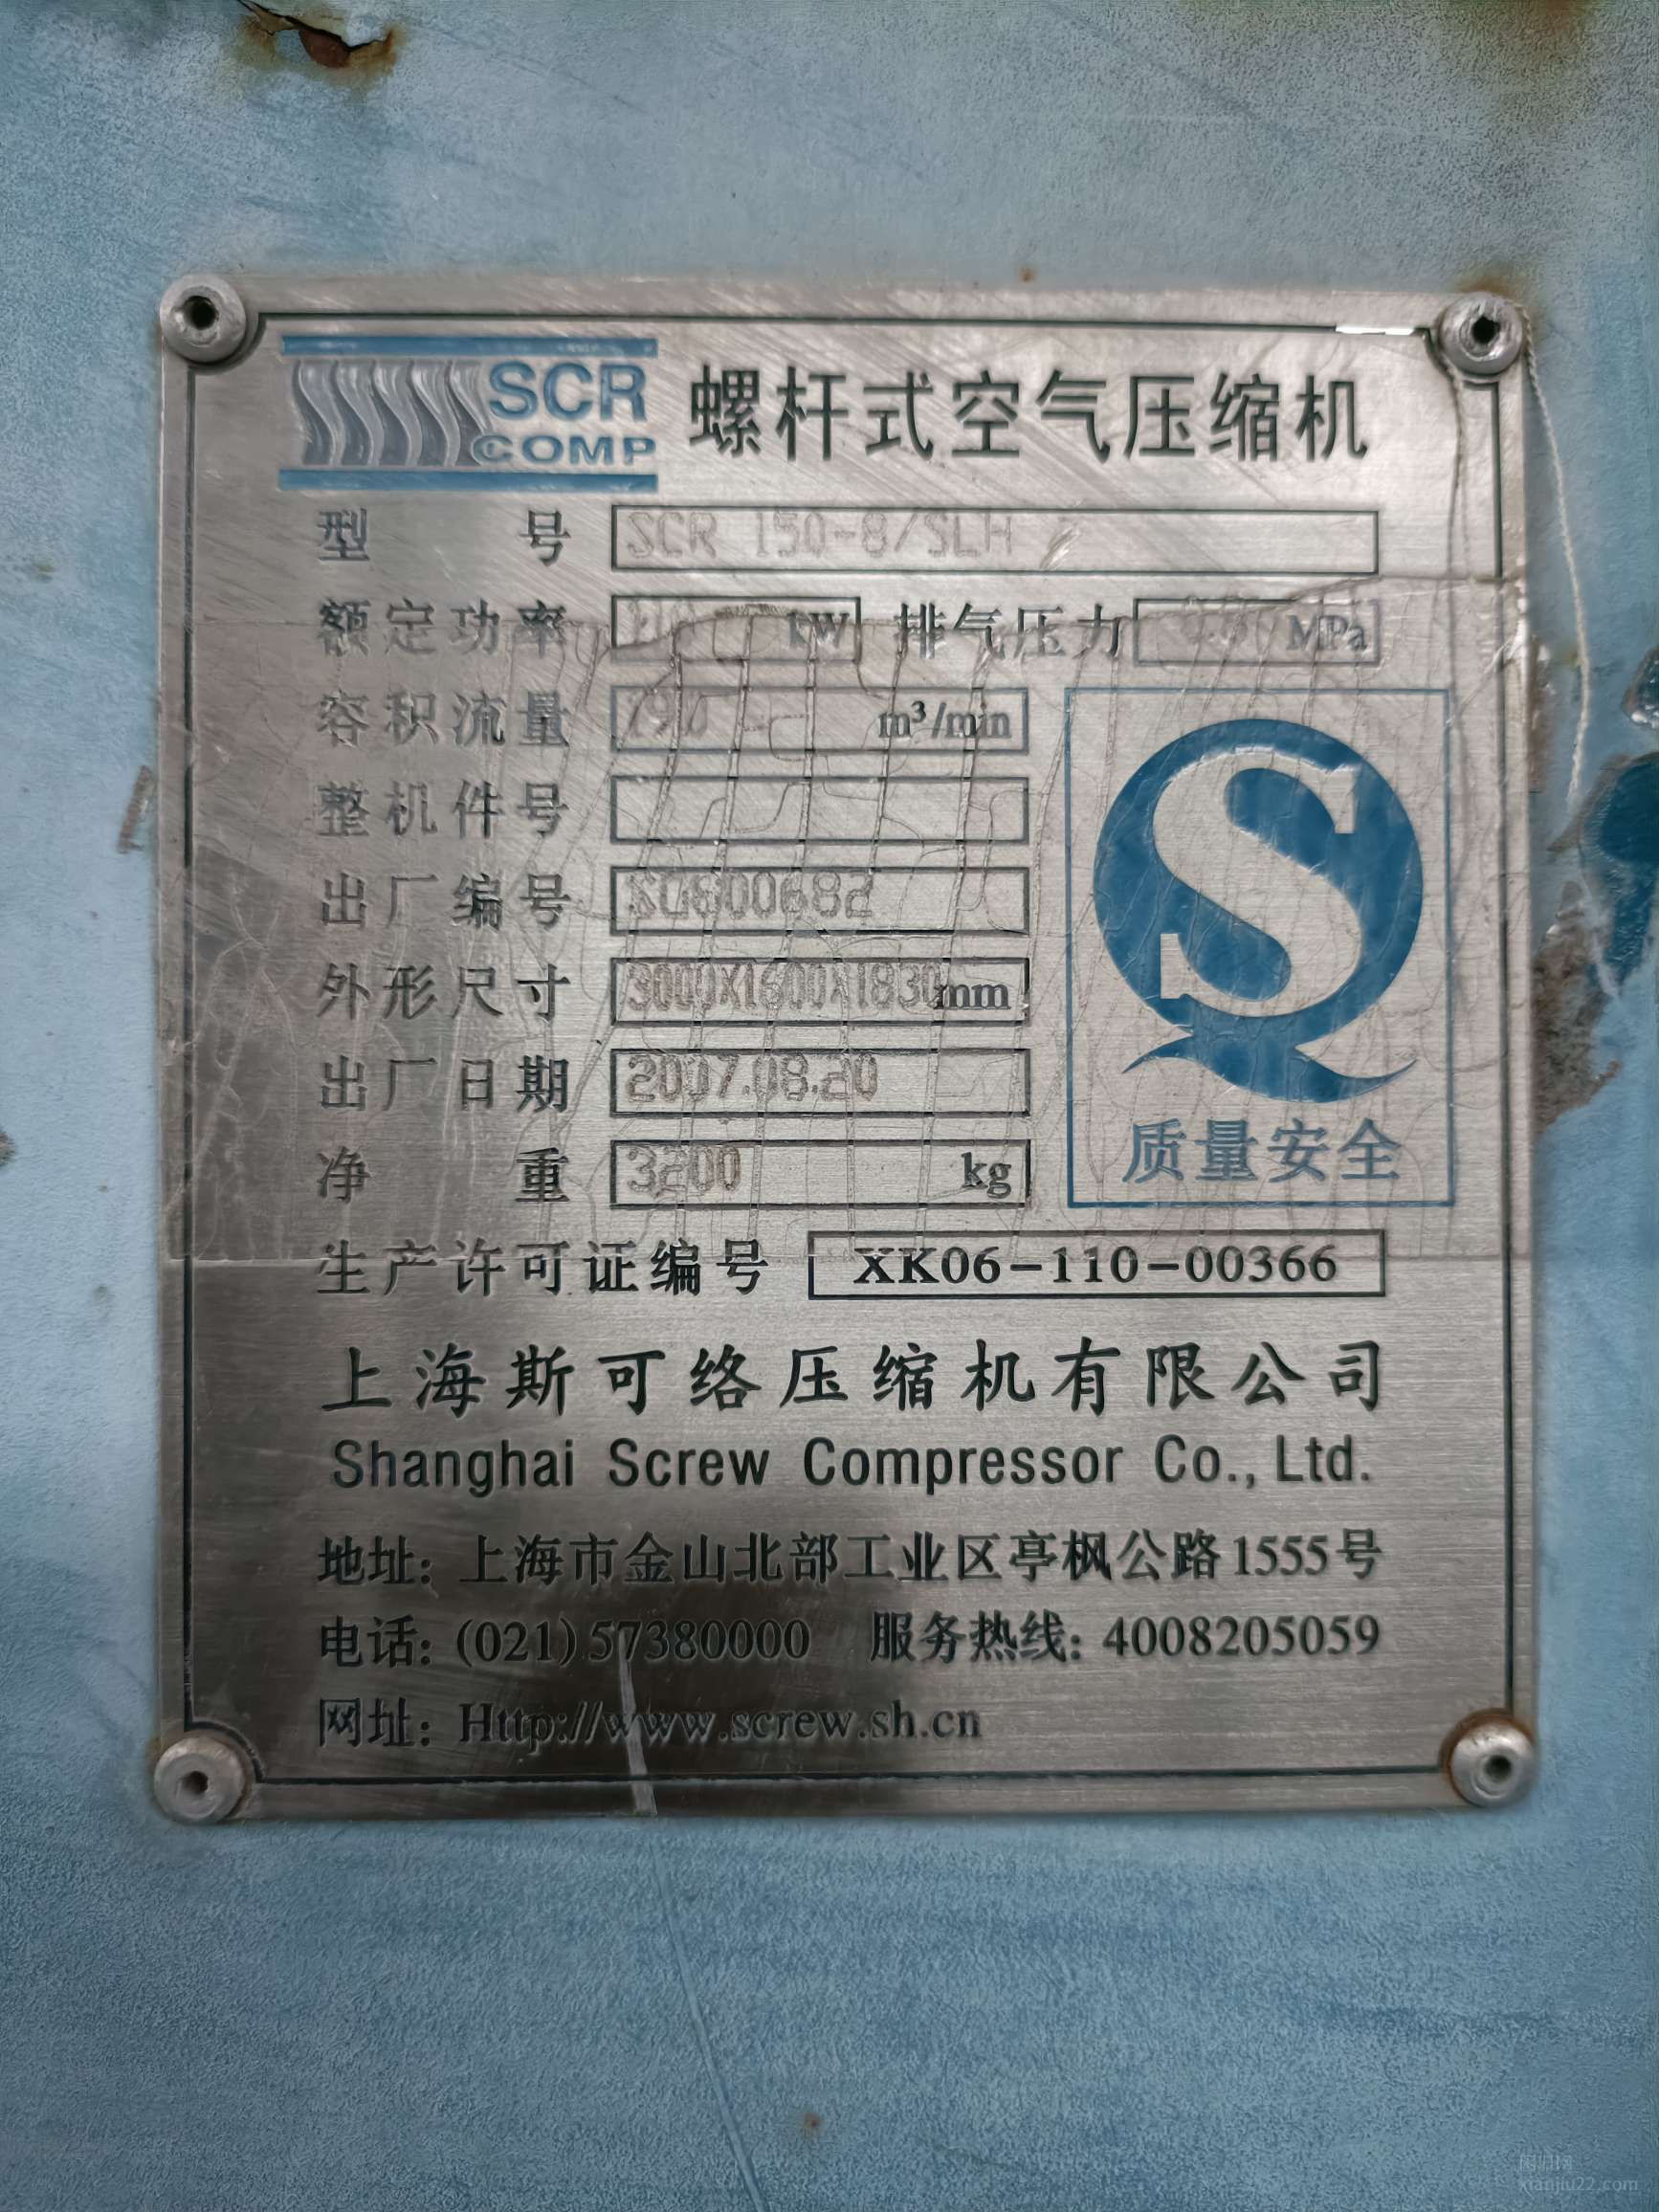 SCR
COMP
螺杆式空气压缩机
型 号 SCR 150-8/SLH
额定功率 110 kW 排气压力 MPa
容积流量 19.0 m³/min
整机件号
出厂编号
外形尺寸 3000X1600X1830mm
出厂日期 2007.08.20
净 重 3200 kg
质量安全
生产许可证编号 XK06-110-00366
上海斯可络压缩机有限公司
Shanghai Screw Compressor Co., Ltd.
地址: 上海市金山北部工业区亭枫公路1555号
电话: (021) 57380000 服务热线: 4008205059
网址: Http://www.screw.sh.cn
xianjiu22.com